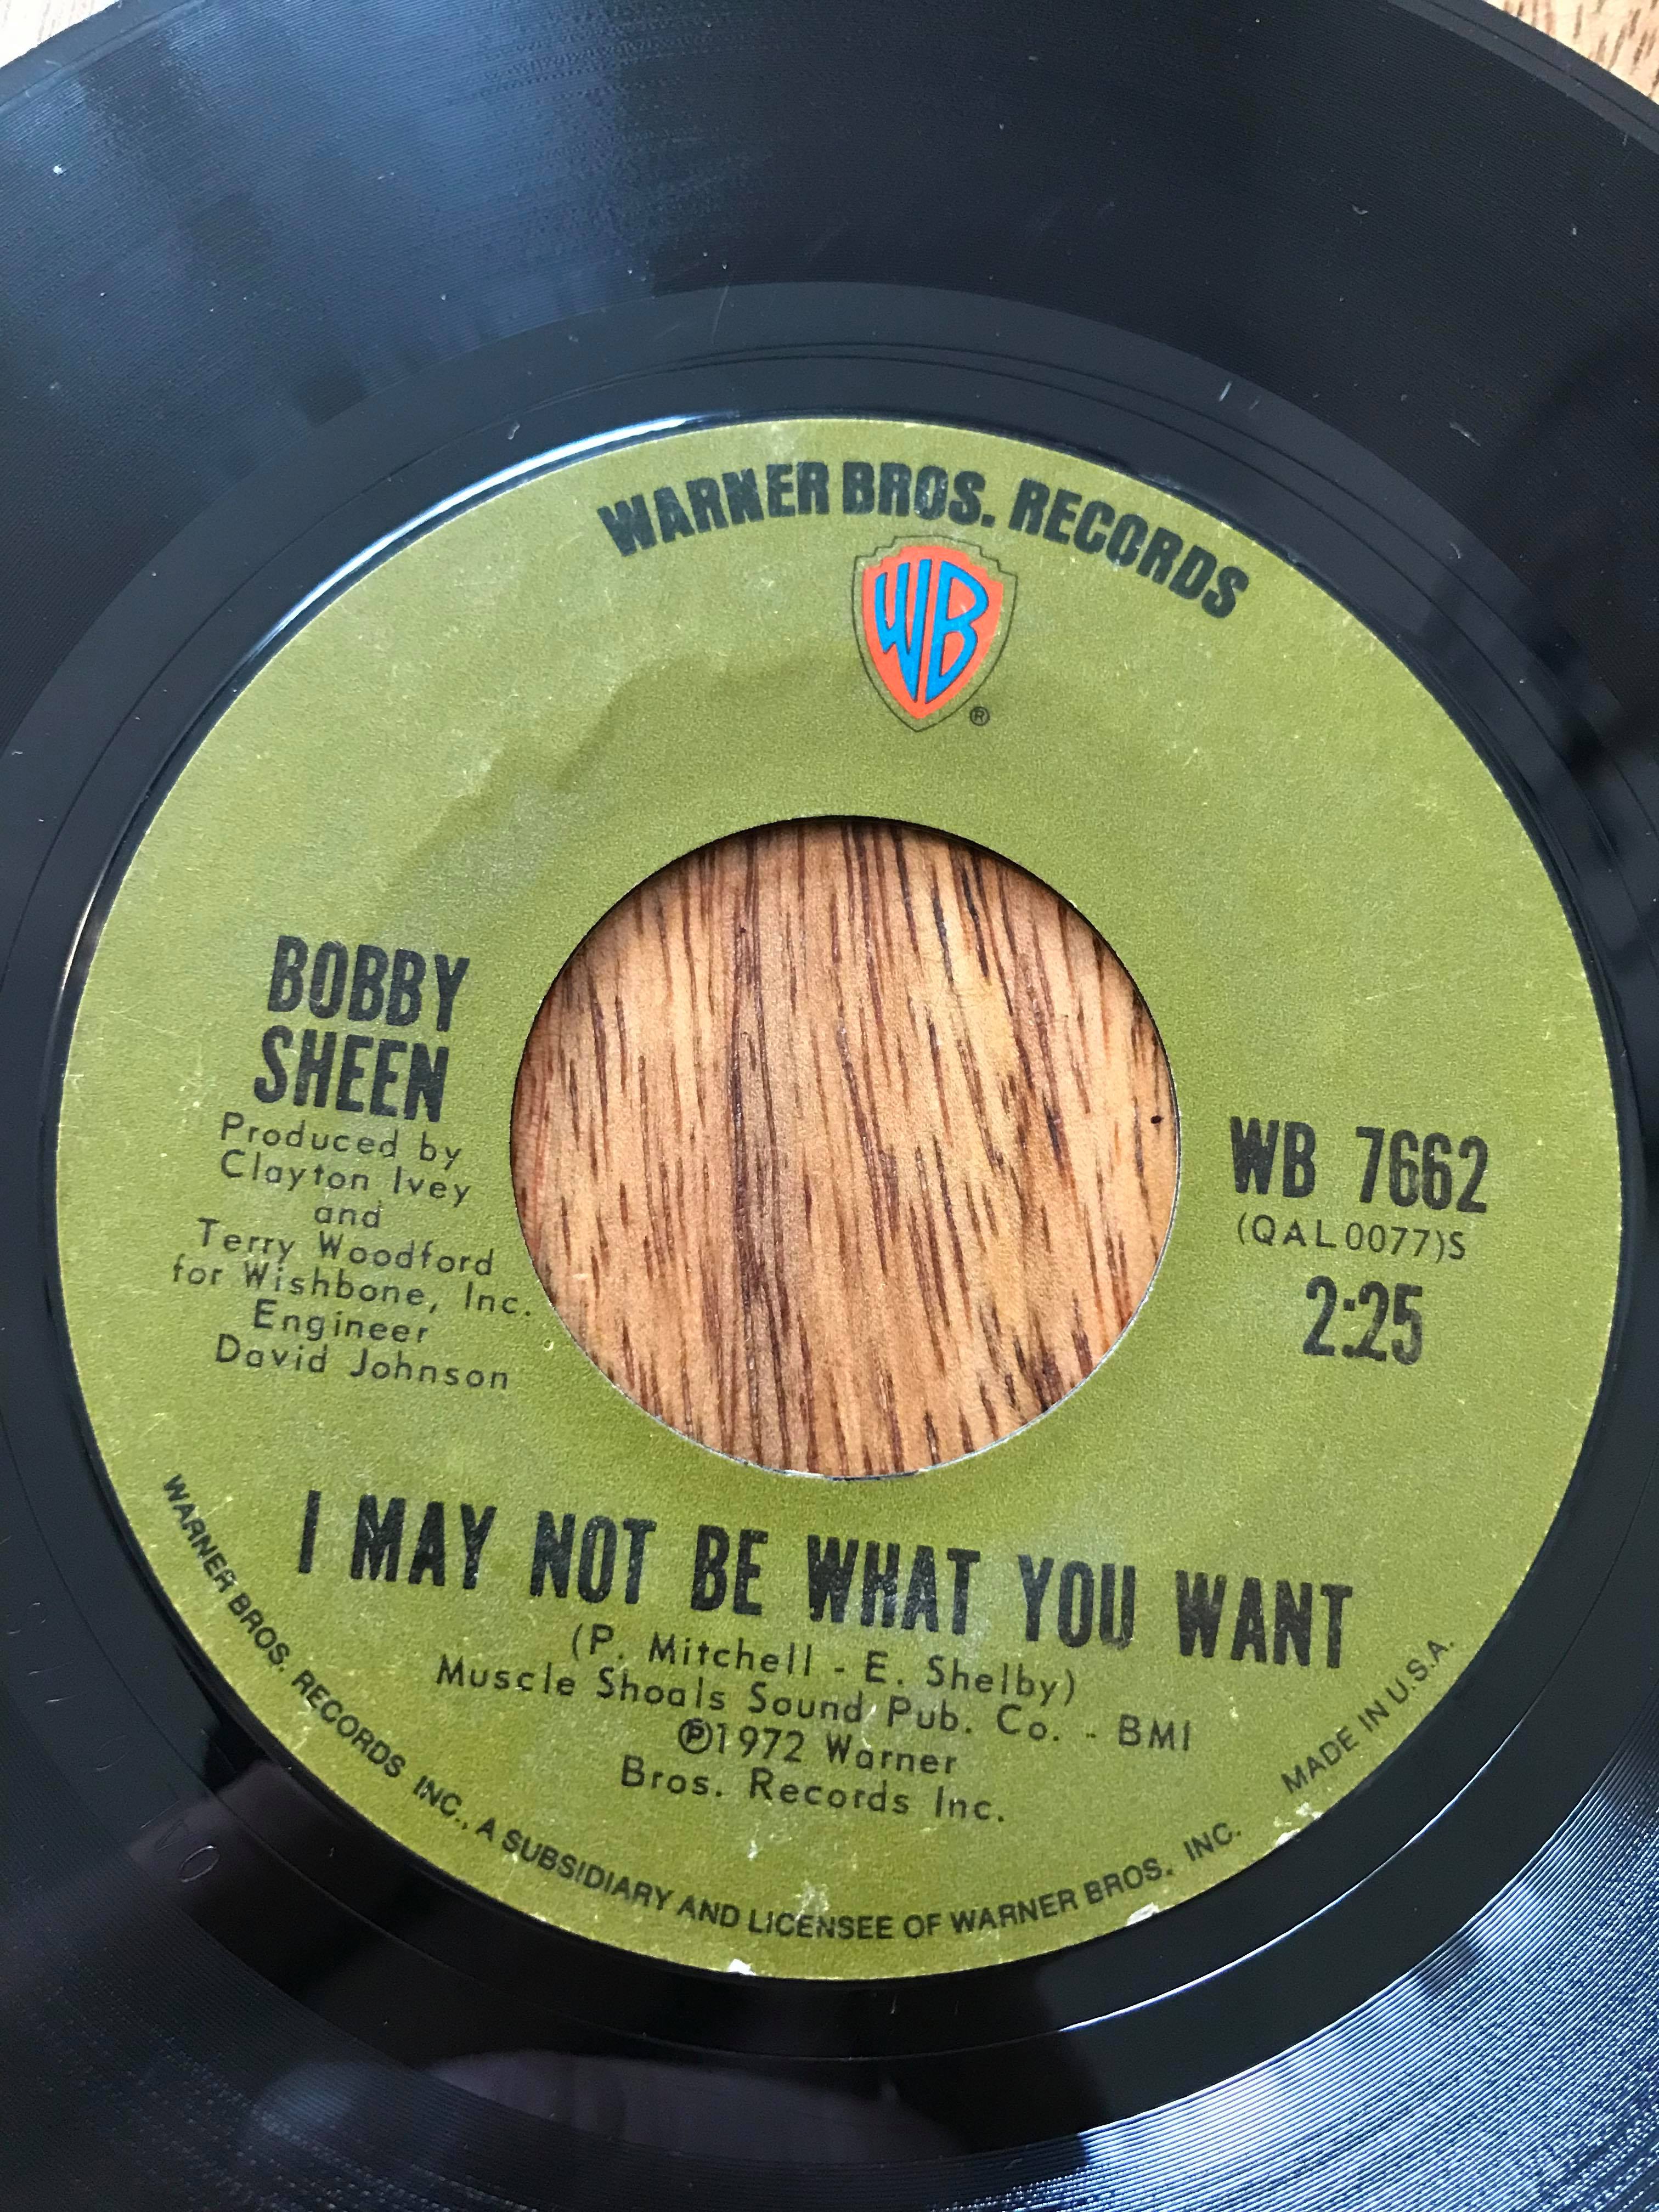 WARNER BROS. RECORDS
WB
®
BOBBY
SHEEN
Produced by
Clayton Ivey
and
Terry Woodford
for Wishbone, Inc.
Engineer
David Johnson
WB 7662
(QAL0077)S
2:25
I MAY NOT BE WHAT YOU WANT
(P. Mitchell - E. Shelby)
Muscle Shoals Sound Pub. Co. - BMI
℗1972 Warner
Bros. Records Inc.
WARNER BROS. RECORDS INC., A SUBSIDIARY AND LICENSEE OF WARNER BROS. INC. MADE IN U.S.A.